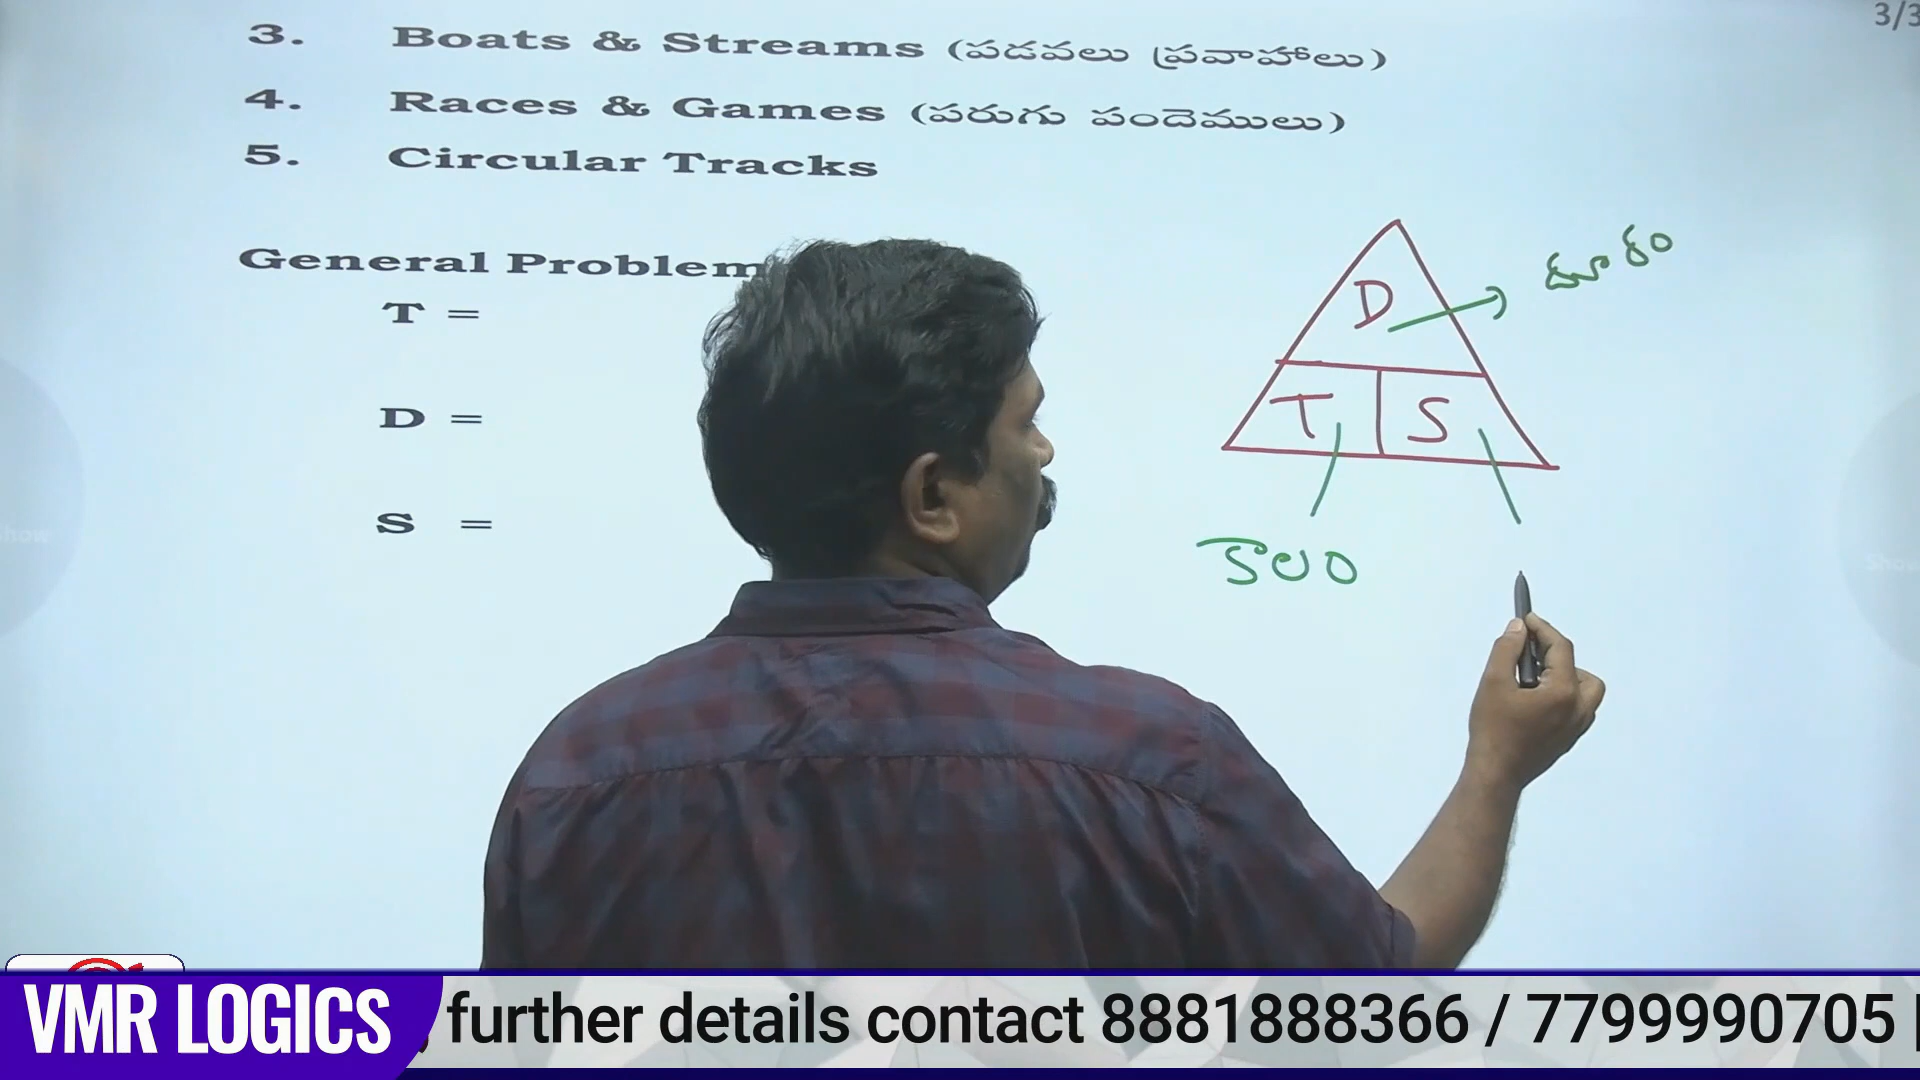 3/3
3. Boats & Streams (పడవలు ప్రవాహాలు)
4. Races & Games (పరుగు పందెములు)
5. Circular Tracks
General Problem
T =
D =
S =
D
దూరం
T S
కాలం
VMR LOGICS
, further details contact 8881888366 / 7799990705 |